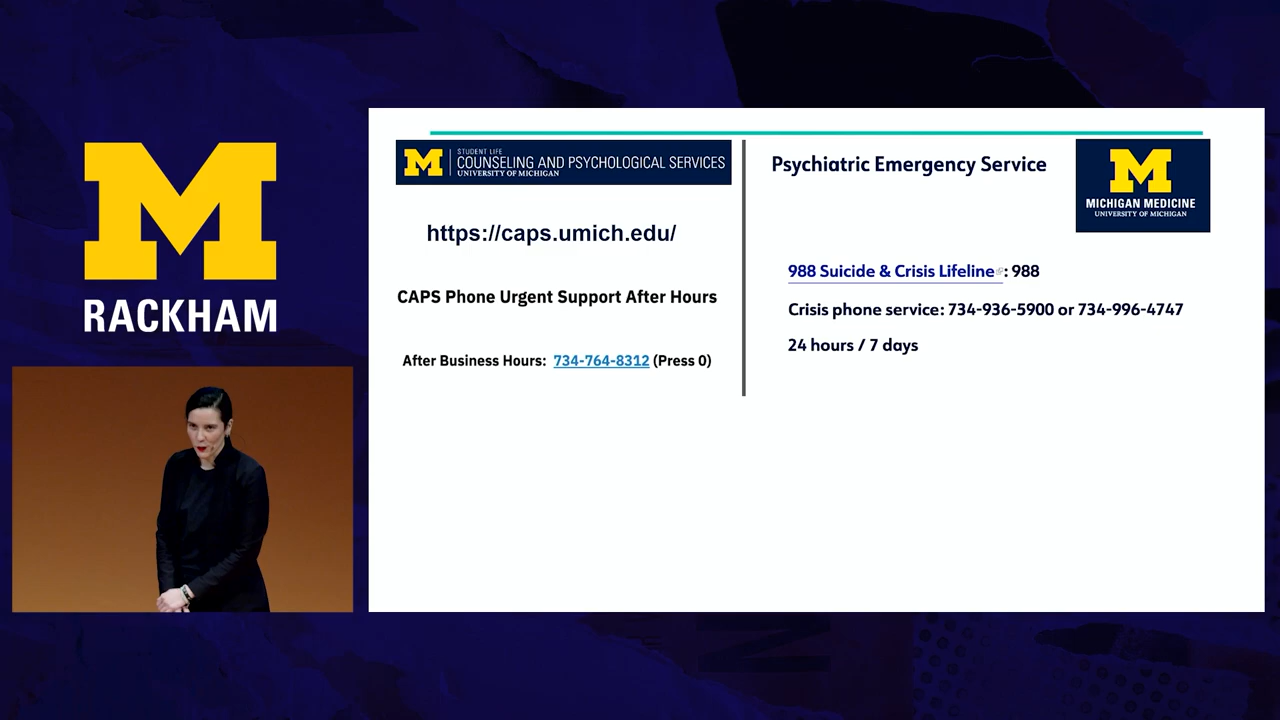 M
RACKHAM
M
STUDENT LIFE
COUNSELING AND PSYCHOLOGICAL SERVICES
UNIVERSITY OF MICHIGAN
https://caps.umich.edu/
CAPS Phone Urgent Support After Hours
After Business Hours: 734-764-8312 (Press 0)
Psychiatric Emergency Service
M
MICHIGAN MEDICINE
UNIVERSITY OF MICHIGAN
988 Suicide & Crisis Lifeline : 988
Crisis phone service: 734-936-5900 or 734-996-4747
24 hours / 7 days